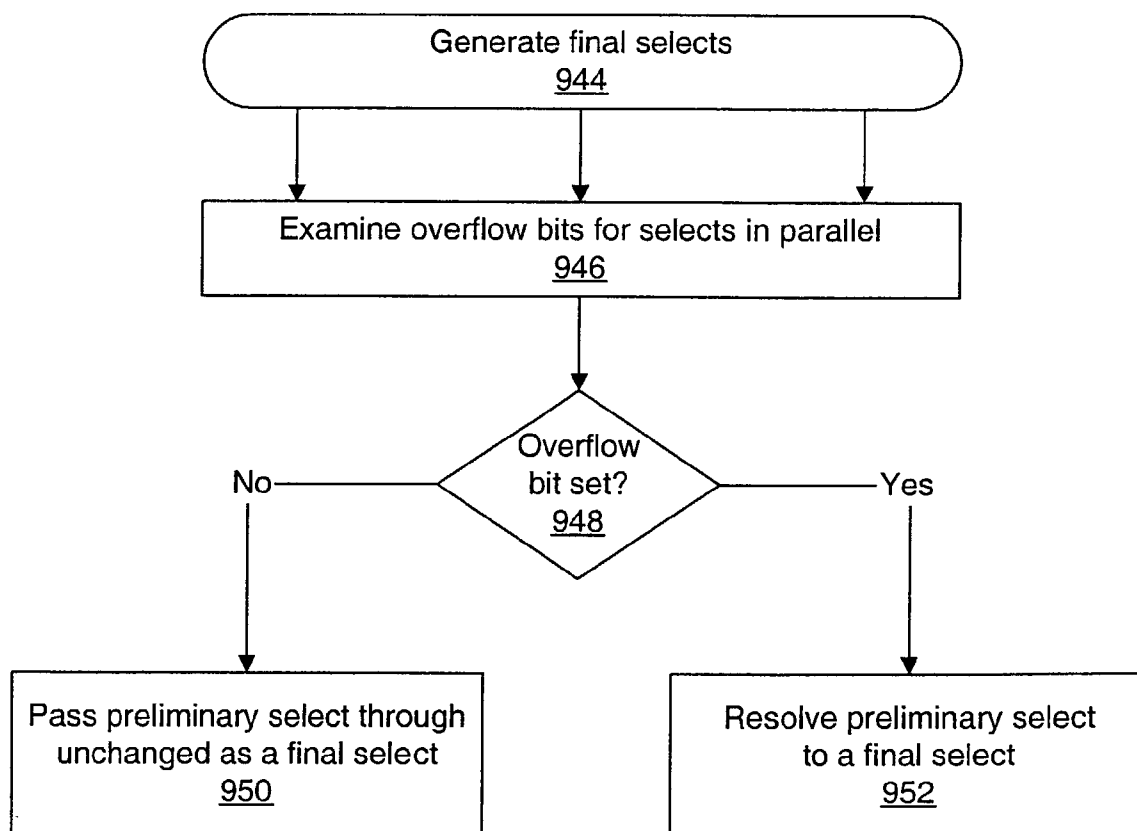 Generate final selects
944
Examine overflow bits for selects in parallel
946
Overflow
bit set?
948
No
Yes
Pass preliminary select through
unchanged as a final select
950
Resolve preliminary select
to a final select
952